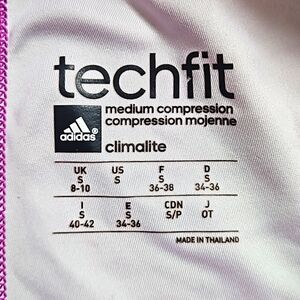 techfit
medium compression
compression mojenne
adidas®
climalite
UK US F D
S S S S
8-10 36-38 34-36
I E CDN J
S S S/P OT
40-42 34-36
MADE IN THAILAND